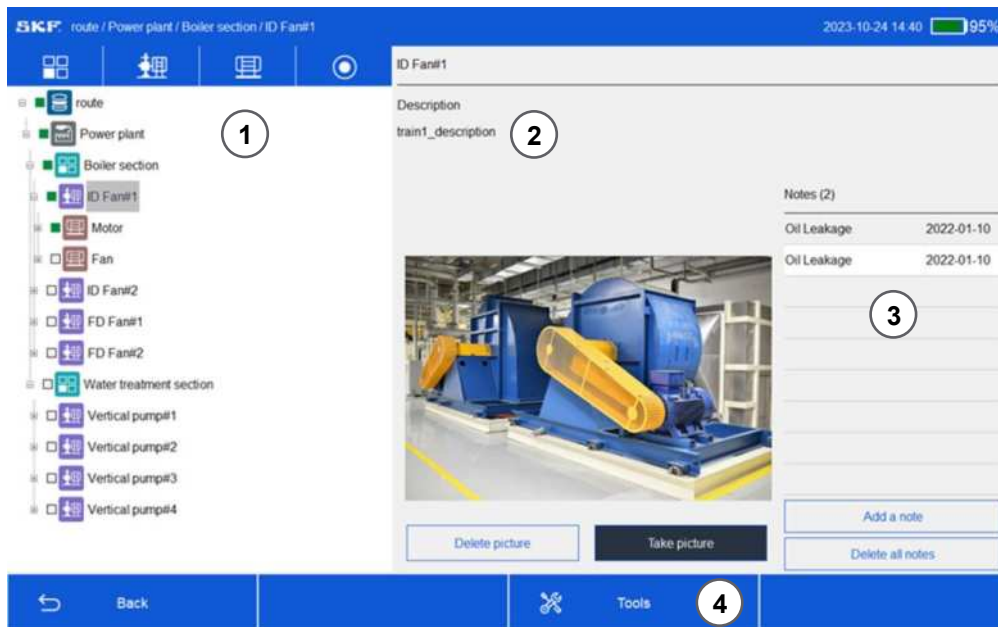 SKF. route / Power plant / Boiler section / ID Fan#1
2023-10-24 14:40 95%
ID Fan#1
route
Power plant
1
Boiler section
ID Fan#1
Motor
Fan
ID Fan#2
FD Fan#1
FD Fan#2
Water treatment section
Vertical pump#1
Vertical pump#2
Vertical pump#3
Vertical pump#4
Description
train1_description
2
Notes (2)
Oil Leakage 2022-01-10
Oil Leakage 2022-01-10
3
Delete picture
Take picture
Add a note
Delete all notes
Back
Tools
4